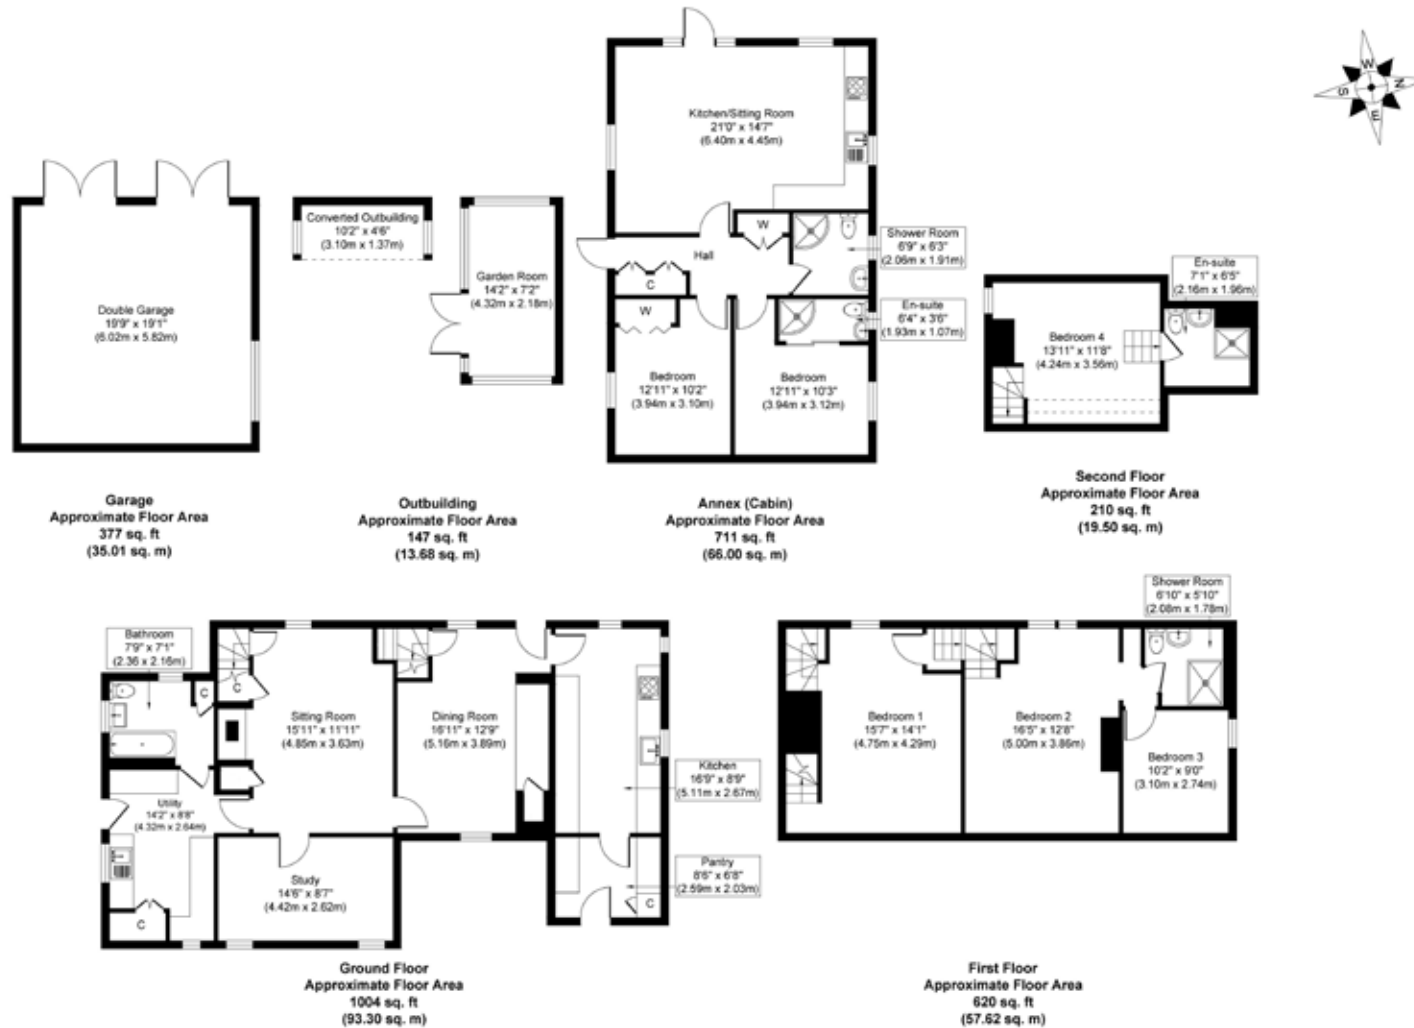 W
N
S
E
Kitchen/Sitting Room
21'0" x 14'7"
(6.40m x 4.45m)
Converted Outbuilding
10'2" x 4'6"
(3.10m x 1.37m)
Garden Room
14'2" x 7'2"
(4.32m x 2.18m)
Double Garage
19'9" x 19'1"
(6.02m x 5.82m)
W
Hall
C
W
Shower Room
6'9" x 6'3"
(2.06m x 1.91m)
En-suite
6'4" x 3'6"
(1.93m x 1.07m)
Bedroom
12'11" x 10'2"
(3.94m x 3.10m)
Bedroom
12'11" x 10'3"
(3.94m x 3.12m)
En-suite
7'1" x 6'5"
(2.16m x 1.96m)
Bedroom 4
13'11" x 11'8"
(4.24m x 3.56m)
Garage
Approximate Floor Area
377 sq. ft
(35.01 sq. m)
Outbuilding
Approximate Floor Area
147 sq. ft
(13.68 sq. m)
Annex (Cabin)
Approximate Floor Area
711 sq. ft
(66.00 sq. m)
Second Floor
Approximate Floor Area
210 sq. ft
(19.50 sq. m)
Bathroom
7'9" x 7'1"
(2.36 x 2.16m)
C
C
Sitting Room
15'11" x 11'11"
(4.85m x 3.63m)
Dining Room
16'11" x 12'9"
(5.16m x 3.89m)
Kitchen
16'9" x 8'9"
(5.11m x 2.67m)
Utility
14'2" x 8'8"
(4.32m x 2.64m)
C
Study
14'6" x 8'7"
(4.42m x 2.62m)
Pantry
8'6" x 6'8"
(2.59m x 2.03m)
C
Shower Room
6'10" x 5'10"
(2.08m x 1.78m)
Bedroom 1
15'7" x 14'1"
(4.75m x 4.29m)
Bedroom 2
16'5" x 12'8"
(5.00m x 3.86m)
Bedroom 3
10'2" x 9'0"
(3.10m x 2.74m)
Ground Floor
Approximate Floor Area
1004 sq. ft
(93.30 sq. m)
First Floor
Approximate Floor Area
620 sq. ft
(57.62 sq. m)